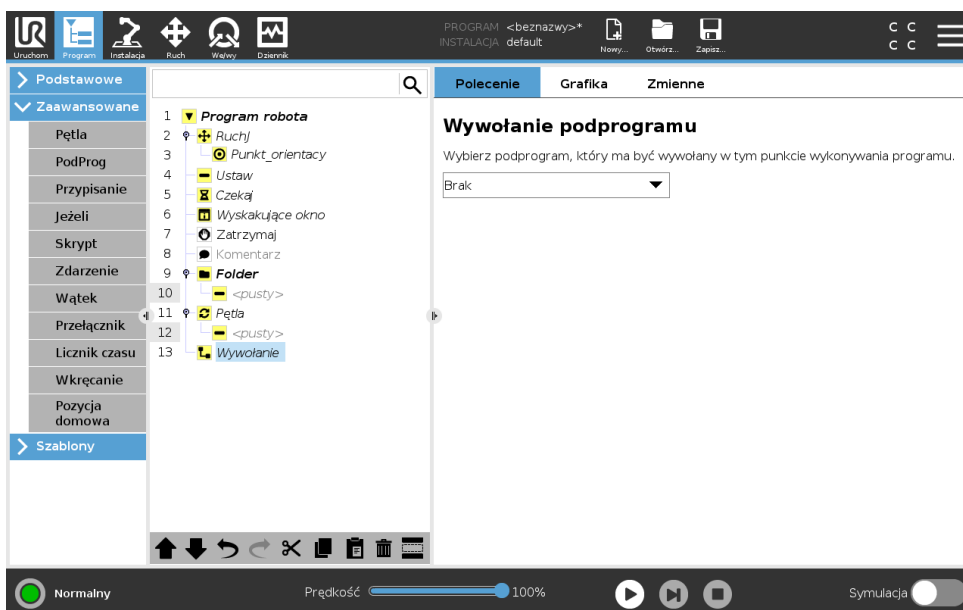 UR
PROGRAM <beznazwy>*
INSTALACJA default
Uruchom Program Instalacja Ruch We/wy Dziennik
Nowy... Otwórz... Zapisz...
C C
C C
Podstawowe
Zaawansowane
Pętla
PodProg
Przypisanie
Jeżeli
Skrypt
Zdarzenie
Wątek
Przełącznik
Licznik czasu
Wkręcanie
Pozycja
domowa
Szablony
1 Program robota
2 RuchJ
3 Punkt_orientacy
4 Ustaw
5 Czekaj
6 Wyskakujące okno
7 Zatrzymaj
8 Komentarz
9 Folder
10 <pusty>
11 Pętla
12 <pusty>
13 Wywołanie
Polecenie Grafika Zmienne
Wywołanie podprogramu
Wybierz podprogram, który ma być wywołany w tym punkcie wykonywania programu.
Brak
Normalny
Prędkość 100%
Symulacja